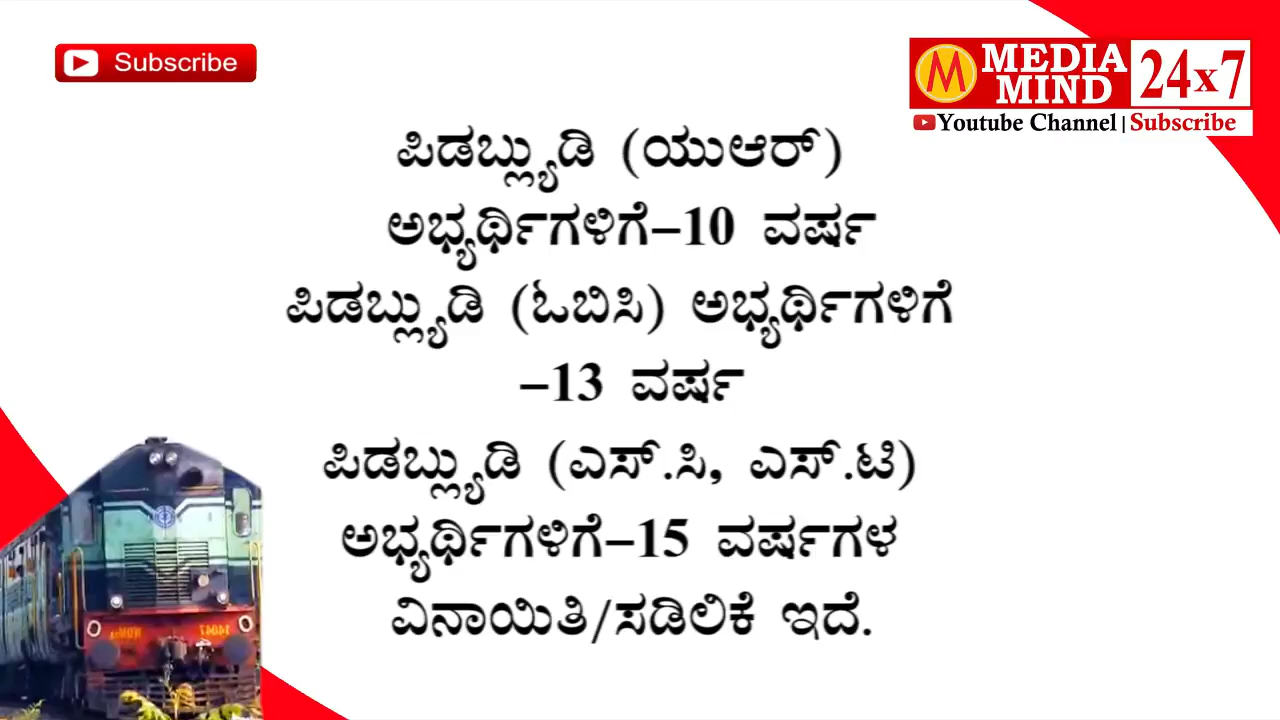 Subscribe
MEDIA MIND 24x7
Youtube Channel | Subscribe
ಪಿಡಬ್ಲ್ಯುಡಿ (ಯುಆರ್)
ಅಭ್ಯರ್ಥಿಗಳಿಗೆ–10 ವರ್ಷ
ಪಿಡಬ್ಲ್ಯುಡಿ (ಓಬಿಸಿ) ಅಭ್ಯರ್ಥಿಗಳಿಗೆ
–13 ವರ್ಷ
ಪಿಡಬ್ಲ್ಯುಡಿ (ಎಸ್.ಸಿ, ಎಸ್.ಟಿ)
ಅಭ್ಯರ್ಥಿಗಳಿಗೆ–15 ವರ್ಷಗಳ
ವಿನಾಯಿತಿ/ಸಡಿಲಿಕೆ ಇದೆ.